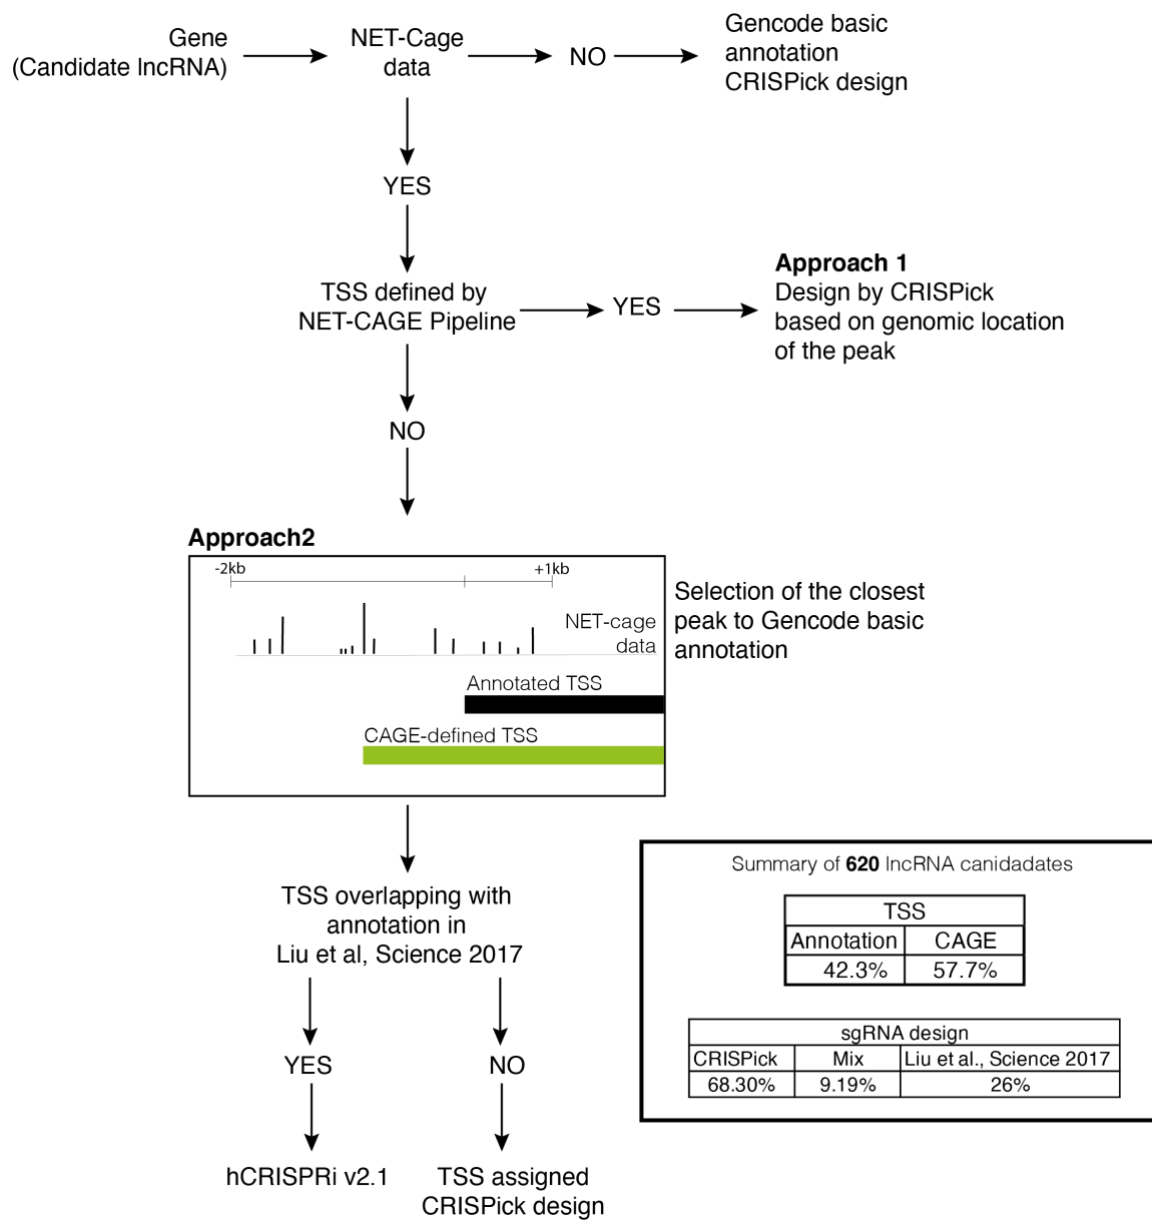 Gene
(Candidate lncRNA)
NET-Cage
data
NO
Gencode basic
annotation
CRISPick design
YES
TSS defined by
NET-CAGE Pipeline
YES
Approach 1
Design by CRISPick
based on genomic location
of the peak
NO
Approach2
-2kb
+1kb
NET-cage
data
Annotated TSS
CAGE-defined TSS
Selection of the closest
peak to Gencode basic
annotation
TSS overlapping with
annotation in
Liu et al, Science 2017
YES
NO
hCRISPRi v2.1
TSS assigned
CRISPick design
Summary of 620 lncRNA canidadates
TSS
Annotation CAGE
42.3% 57.7%
sgRNA design
CRISPick Mix Liu et al., Science 2017
68.30% 9.19% 26%